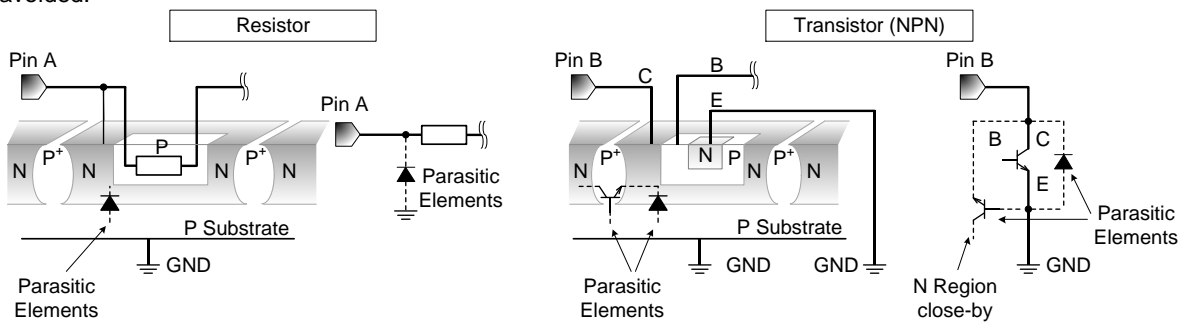 Resistor
Transistor (NPN)
Pin A
Pin A
N
P+
N
P
N
P+
N
Parasitic
Elements
P Substrate
GND
Parasitic
Elements
Pin B
C
B
E
N
P+
N
N
P
P+
N
N
P Substrate
GND
GND
Parasitic
Elements
Pin B
B
C
E
Parasitic
Elements
GND
N Region
close-by